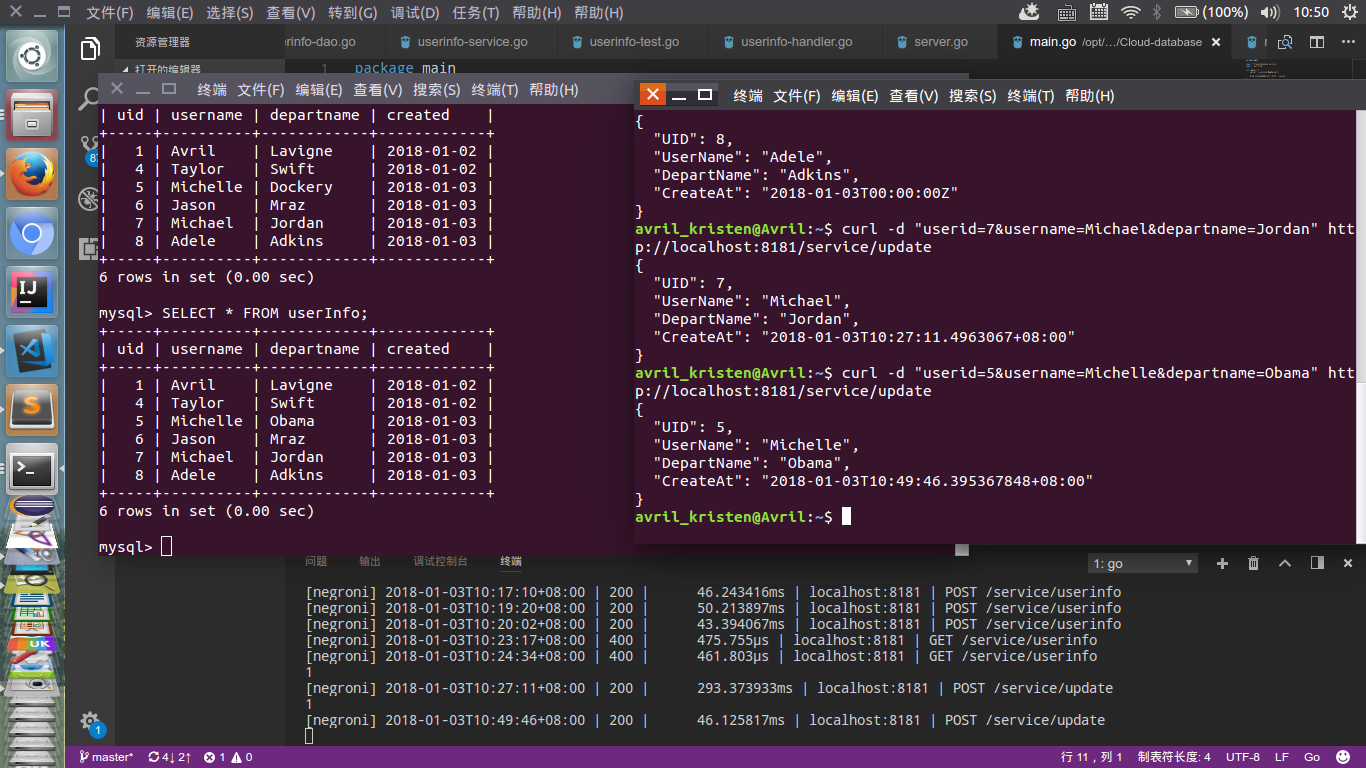 文件(F) 编辑(E) 选择(S) 查看(V) 转到(G) 调试(D) 任务(T) 帮助(H) 帮助(H)
(100%) 10:50
资源管理器
erinfo-dao.go userinfo-service.go userinfo-test.go userinfo-handler.go server.go main.go /opt/…/Cloud-database
打开的编辑器
1 package main
终端 文件(F) 编辑(E) 查看(V) 搜索(S) 终端(T) 帮助(H)
| uid | username | departname | created    |
+-----+----------+------------+------------+
|   1 | Avril    | Lavigne    | 2018-01-02 |
|   4 | Taylor   | Swift      | 2018-01-02 |
|   5 | Michelle | Dockery    | 2018-01-03 |
|   6 | Jason    | Mraz       | 2018-01-03 |
|   7 | Michael  | Jordan     | 2018-01-03 |
|   8 | Adele    | Adkins     | 2018-01-03 |
+-----+----------+------------+------------+
6 rows in set (0.00 sec)
mysql> SELECT * FROM userInfo;
+-----+----------+------------+------------+
| uid | username | departname | created    |
+-----+----------+------------+------------+
|   1 | Avril    | Lavigne    | 2018-01-02 |
|   4 | Taylor   | Swift      | 2018-01-02 |
|   5 | Michelle | Obama      | 2018-01-03 |
|   6 | Jason    | Mraz       | 2018-01-03 |
|   7 | Michael  | Jordan     | 2018-01-03 |
|   8 | Adele    | Adkins     | 2018-01-03 |
+-----+----------+------------+------------+
6 rows in set (0.00 sec)
mysql>
终端 文件(F) 编辑(E) 查看(V) 搜索(S) 终端(T) 帮助(H)
{
"UID": 8,
"UserName": "Adele",
"DepartName": "Adkins",
"CreateAt": "2018-01-03T00:00:00Z"
}
avril_kristen@Avril:~$ curl -d "userid=7&username=Michael&departname=Jordan" htt
p://localhost:8181/service/update
{
"UID": 7,
"UserName": "Michael",
"DepartName": "Jordan",
"CreateAt": "2018-01-03T10:27:11.4963067+08:00"
}
avril_kristen@Avril:~$ curl -d "userid=5&username=Michelle&departname=Obama" htt
p://localhost:8181/service/update
{
"UID": 5,
"UserName": "Michelle",
"DepartName": "Obama",
"CreateAt": "2018-01-03T10:49:46.395367848+08:00"
}
avril_kristen@Avril:~$
问题 输出 调试控制台 终端
1: go
[negroni] 2018-01-03T10:17:10+08:00 | 200 | 46.243416ms | localhost:8181 | POST /service/userinfo
[negroni] 2018-01-03T10:19:20+08:00 | 200 | 50.213897ms | localhost:8181 | POST /service/userinfo
[negroni] 2018-01-03T10:20:02+08:00 | 200 | 43.394067ms | localhost:8181 | POST /service/userinfo
[negroni] 2018-01-03T10:23:17+08:00 | 400 | 475.755µs | localhost:8181 | GET /service/userinfo
[negroni] 2018-01-03T10:24:34+08:00 | 400 | 461.803µs | localhost:8181 | GET /service/userinfo
1
[negroni] 2018-01-03T10:27:11+08:00 | 200 | 293.373933ms | localhost:8181 | POST /service/update
1
[negroni] 2018-01-03T10:49:46+08:00 | 200 | 46.125817ms | localhost:8181 | POST /service/update
IJ
UK
1
master* 4↓ 2↑ 1 0
行 11，列 1 制表符长度: 4 UTF-8 LF Go